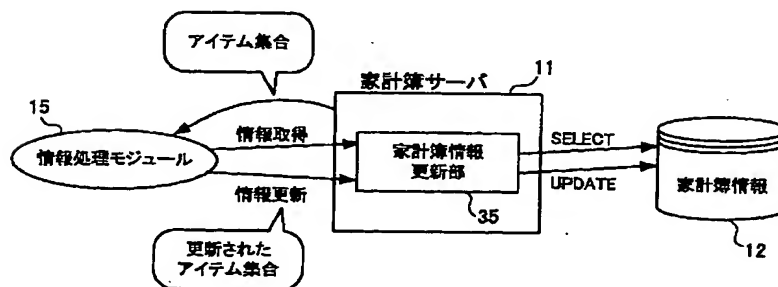 アイテム集合
家計簿サーバ
11
15
情報処理モジュール
情報取得
情報更新
家計簿情報
更新部
35
SELECT
UPDATE
家計簿情報
12
更新された
アイテム集合